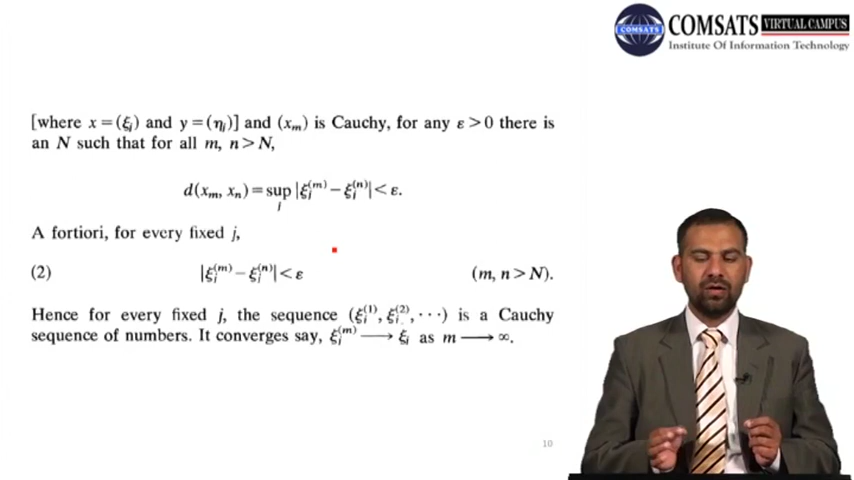 COMSATS VIRTUAL CAMPUS
Institute Of Information Technology
COMSATS
[where x = (ξⱼ) and y = (ηⱼ)] and (xₘ) is Cauchy, for any ε > 0 there is
an N such that for all m, n > N,
d(xₘ, xₙ) = sup |ξⱼ⁽ᵐ⁾ − ξⱼ⁽ⁿ⁾| < ε.
j
A fortiori, for every fixed j,
(2) |ξⱼ⁽ᵐ⁾ − ξⱼ⁽ⁿ⁾| < ε (m, n > N).
Hence for every fixed j, the sequence (ξⱼ⁽¹⁾, ξⱼ⁽²⁾, ···) is a Cauchy
sequence of numbers. It converges say, ξⱼ⁽ᵐ⁾ ⟶ ξⱼ as m ⟶ ∞.
10